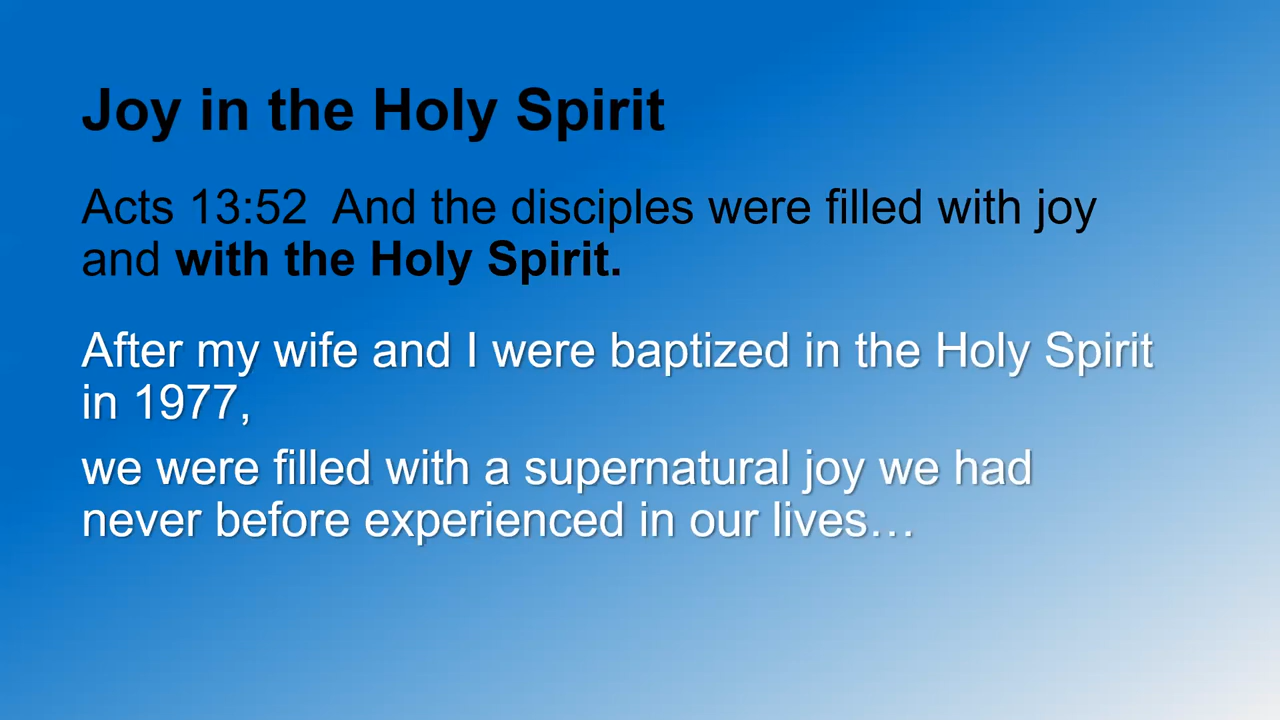 Joy in the Holy Spirit
Acts 13:52  And the disciples were filled with joy
and with the Holy Spirit.
After my wife and I were baptized in the Holy Spirit
in 1977,
we were filled with a supernatural joy we had
never before experienced in our lives…